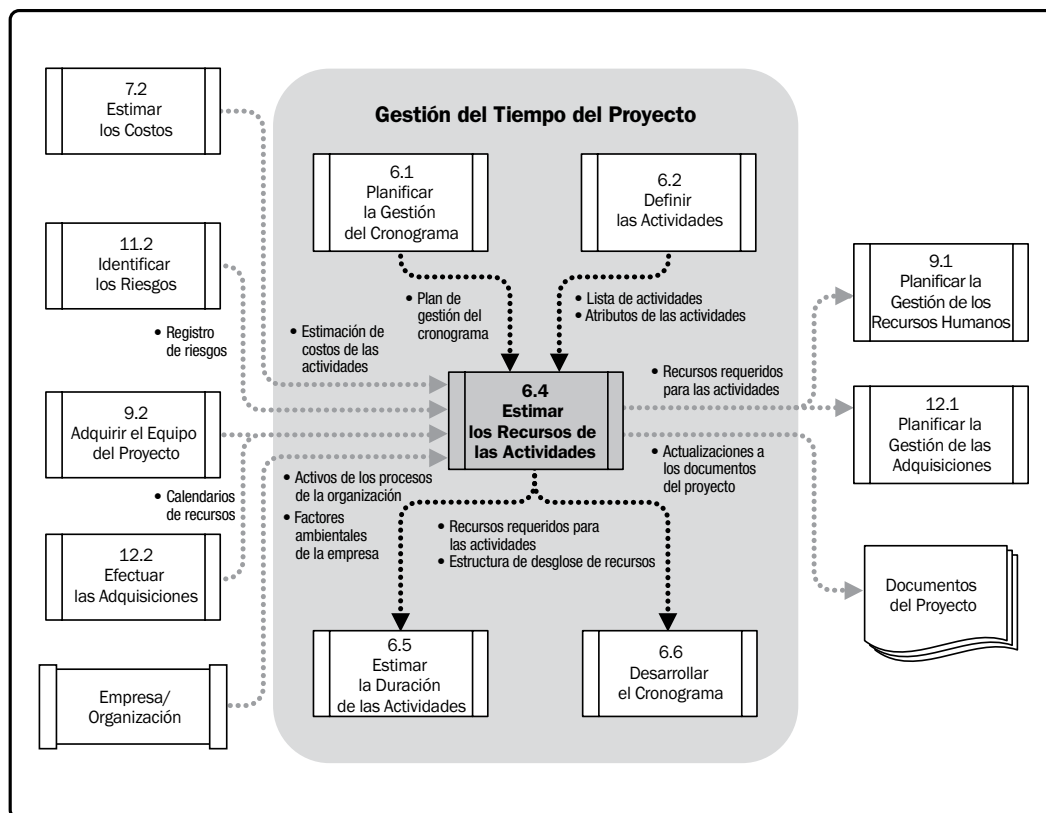 Gestión del Tiempo del Proyecto
7.2
Estimar
los Costos
11.2
Identificar
los Riesgos
• Registro
de riesgos
9.2
Adquirir el Equipo
del Proyecto
• Calendarios
de recursos
12.2
Efectuar
las Adquisiciones
Empresa/
Organización
6.1
Planificar
la Gestión
del Cronograma
6.2
Definir
las Actividades
• Plan de
gestión del
cronograma
• Lista de actividades
• Atributos de las actividades
• Estimación de
costos de las
actividades
6.4
Estimar
los Recursos de
las Actividades
• Recursos requeridos
para las actividades
• Actualizaciones a
los documentos
del proyecto
• Activos de los procesos
de la organización
• Factores
ambientales
de la empresa
• Recursos requeridos para
las actividades
• Estructura de desglose de recursos
6.5
Estimar
la Duración
de las Actividades
6.6
Desarrollar
el Cronograma
9.1
Planificar la
Gestión de los
Recursos Humanos
12.1
Planificar la
Gestión de las
Adquisiciones
Documentos
del Proyecto